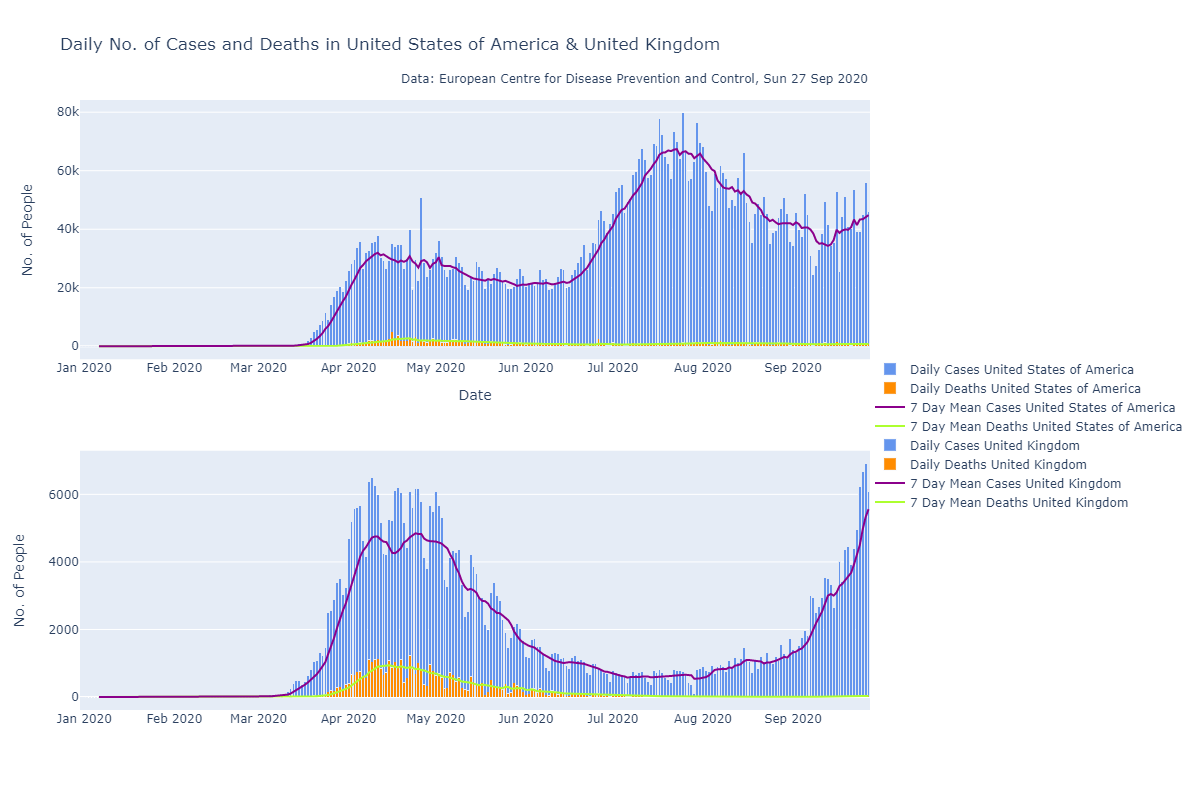 Daily No. of Cases and Deaths in United States of America & United Kingdom
Data: European Centre for Disease Prevention and Control, Sun 27 Sep 2020
No. of People
80k
60k
40k
20k
0
Jan 2020 Feb 2020 Mar 2020 Apr 2020 May 2020 Jun 2020 Jul 2020 Aug 2020 Sep 2020
Date
Daily Cases United States of America
Daily Deaths United States of America
7 Day Mean Cases United States of America
7 Day Mean Deaths United States of America
Daily Cases United Kingdom
Daily Deaths United Kingdom
7 Day Mean Cases United Kingdom
7 Day Mean Deaths United Kingdom
No. of People
6000
4000
2000
0
Jan 2020 Feb 2020 Mar 2020 Apr 2020 May 2020 Jun 2020 Jul 2020 Aug 2020 Sep 2020